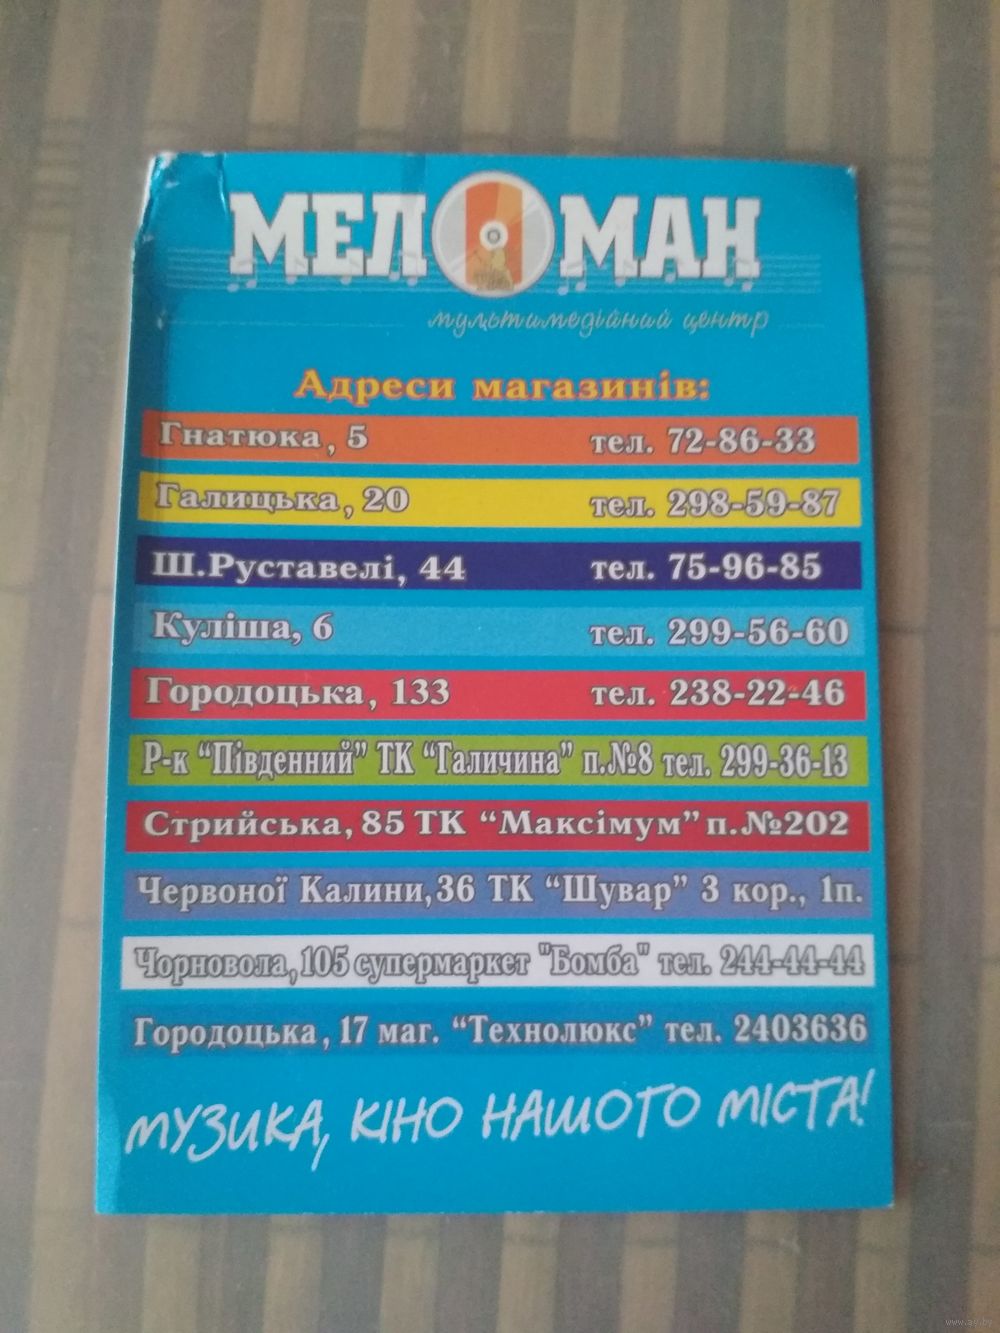 МЕЛОМАН
мультимедійний центр
Адреси магазинів:
Гнатюка, 5 тел. 72-86-33
Галицька, 20 тел. 298-59-87
Ш.Руставелі, 44 тел. 75-96-85
Куліша, 6 тел. 299-56-60
Городоцька, 133 тел. 238-22-46
Р-к “Південний” ТК “Галичина” п.№8 тел. 299-36-13
Стрийська, 85 ТК “Максімум” п.№202
Червоної Калини, 36 ТК “Шувар” 3 кор., 1п.
Чорновола, 105 супермаркет "Бомба" тел. 244-44-44
Городоцька, 17 маг. “Технолюкс” тел. 2403636
МУЗИКА, КІНО НАШОГО МІСТА!
www.ay.by